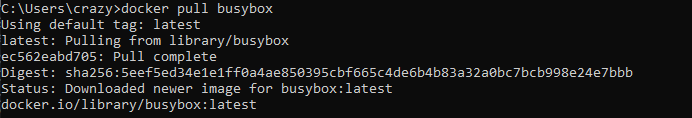 C:\Users\crazy>docker pull busybox
Using default tag: latest
latest: Pulling from library/busybox
ec562eabd705: Pull complete
Digest: sha256:5eef5ed34e1e1ff0a4ae850395cbf665c4de6b4b83a32a0bc7bcb998e24e7bbb
Status: Downloaded newer image for busybox:latest
docker.io/library/busybox:latest